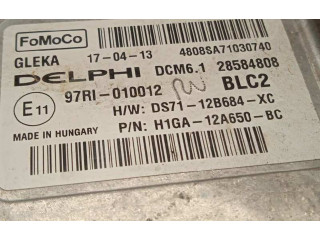 FoMoCo
GLEKA 17-04-13 4808SA71030740
DELPHI DCM6.1 28584808
E11 97RI-010012 BLC2
H/W: DS71-12B684-XC
MADE IN HUNGARY P/N: H1GA-12A650-BC